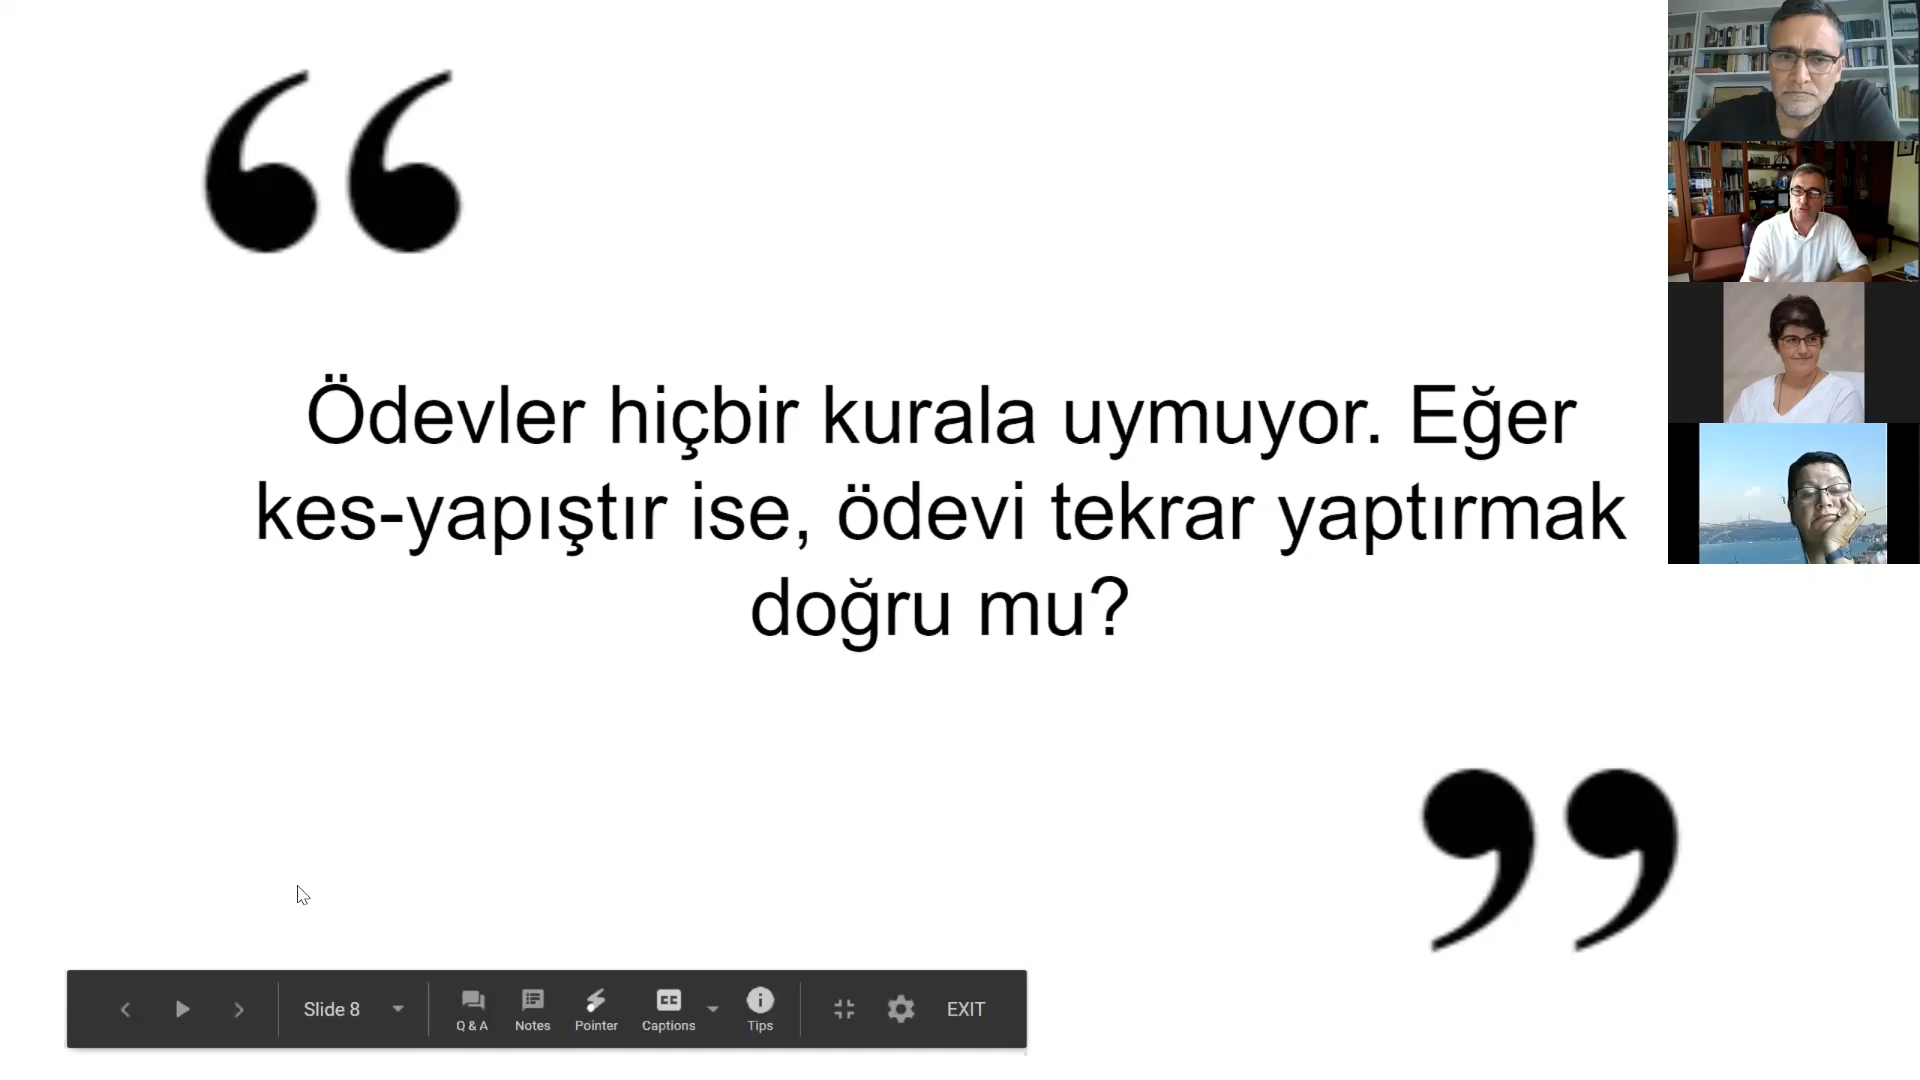 “
Ödevler hiçbir kurala uymuyor. Eğer
kes-yapıştır ise, ödevi tekrar yaptırmak
doğru mu?
”
Slide 8
Q & A
Notes
Pointer
Captions
Tips
EXIT